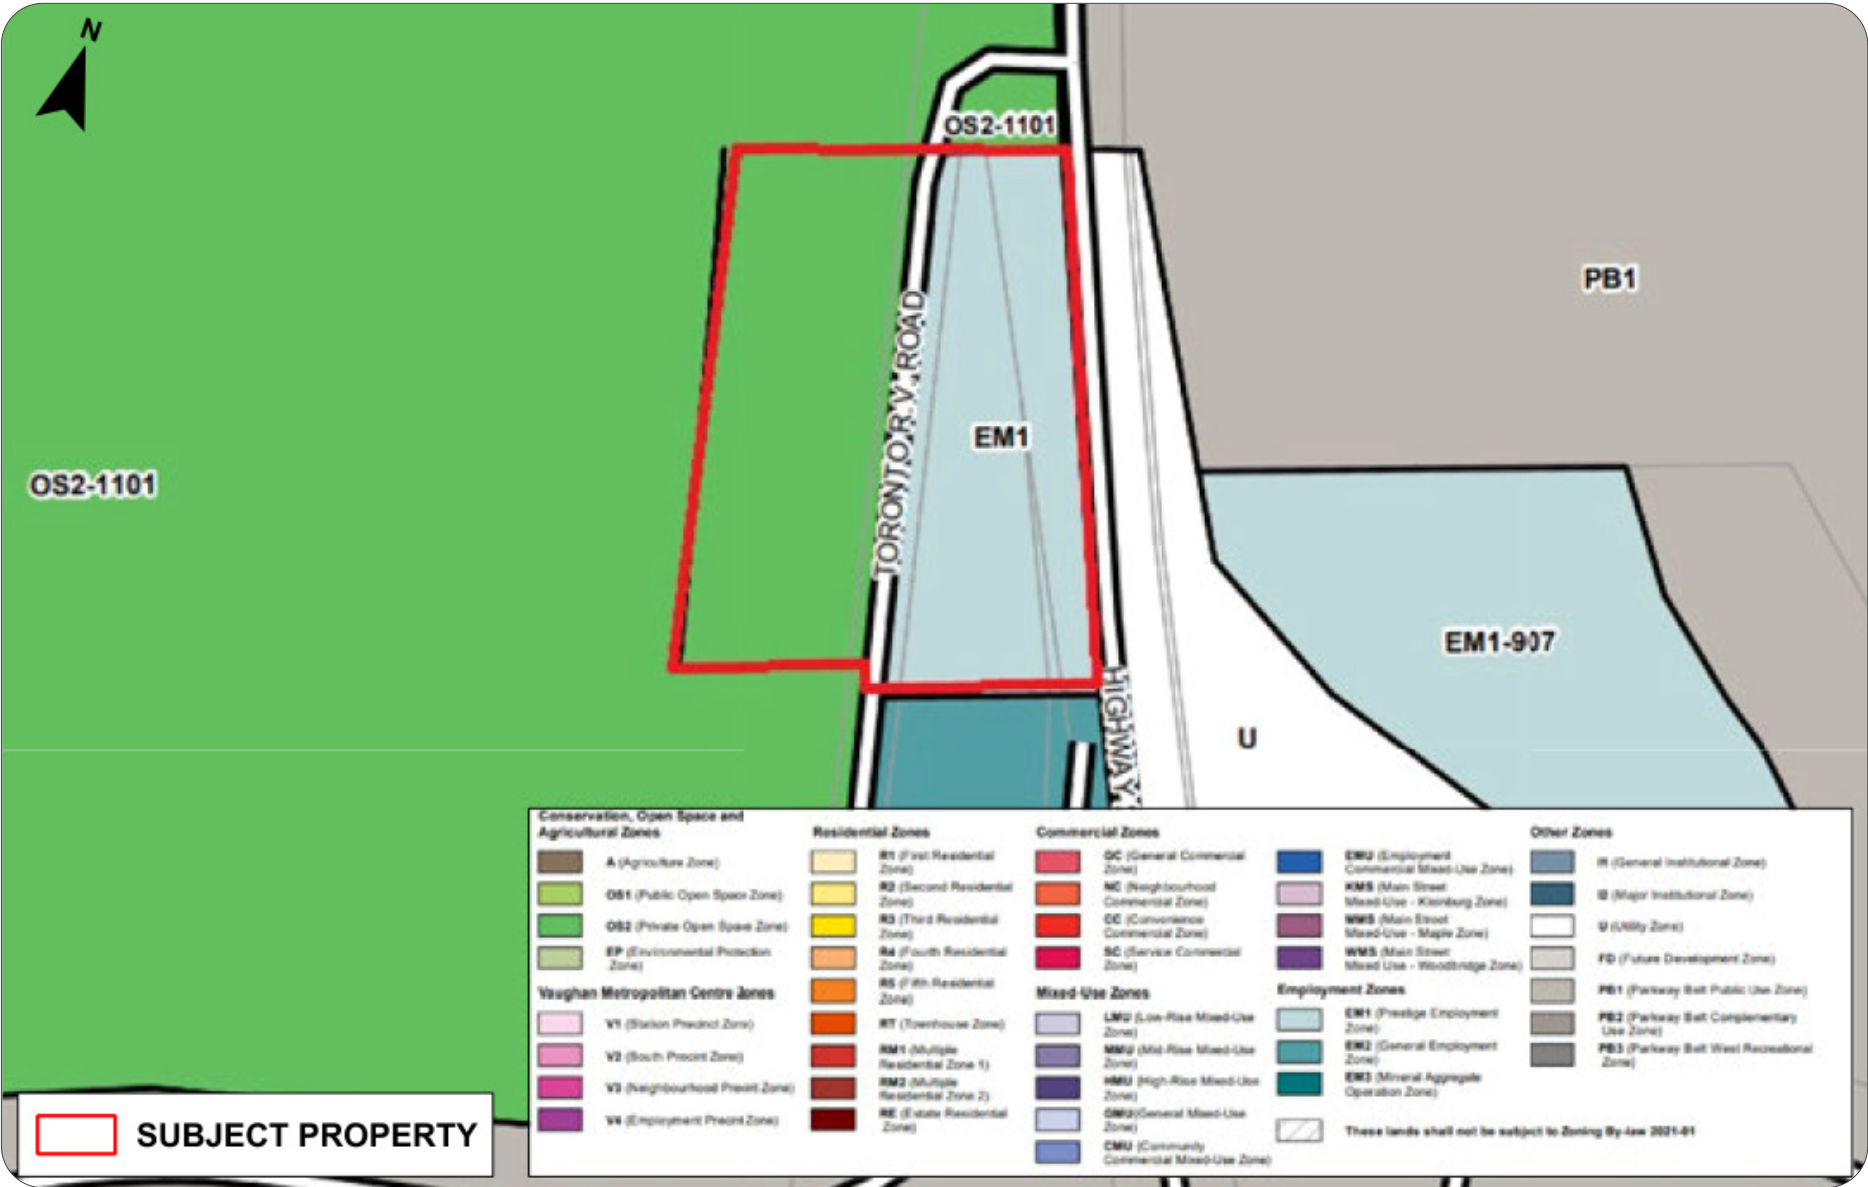 N
OS2-1101
PB1
TORONTO R.V. ROAD
EM1
OS2-1101
EM1-907
HIGHWAY
U
SUBJECT PROPERTY
Conservation, Open Space and
Agricultural Zones
A (Agriculture Zone)
OS1 (Public Open Space Zone)
OS2 (Private Open Space Zone)
EP (Environmental Protection
Zone)
Vaughan Metropolitan Centre Zones
V1 (Station Precinct Zone)
V2 (South Precint Zone)
V3 (Neighbourhood Precint Zone)
V4 (Employment Precint Zone)
Residential Zones
R1 (First Residential
Zone)
R2 (Second Residential
Zone)
R3 (Third Residential
Zone)
R4 (Fourth Residential
Zone)
R5 (Fifth Residential
Zone)
RT (Townhouse Zone)
RM1 (Multiple
Residential Zone 1)
RM2 (Multiple
Residential Zone 2)
RE (Estate Residential
Zone)
Commercial Zones
GC (General Commercial
Zone)
NC (Neighbourhood
Commercial Zone)
CC (Convenience
Commercial Zone)
SC (Service Commercial
Zone)
Mixed-Use Zones
LMU (Low-Rise Mixed-Use
Zone)
MMU (Mid-Rise Mixed-Use
Zone)
HMU (High-Rise Mixed-Use
Zone)
GMU(General Mixed-Use
Zone)
CMU (Community
Commercial Mixed-Use Zone)
EMU (Employment
Commercial Mixed-Use Zone)
KMS (Main Street
Mixed-Use - Kleinburg Zone)
MMS (Main Street
Mixed-Use - Maple Zone)
WMS (Main Street
Mixed Use - Woodbridge Zone)
Employment Zones
EM1 (Prestige Employment
Zone)
EM2 (General Employment
Zone)
EM3 (Mineral Aggregate
Operation Zone)
These lands shall not be subject to Zoning By-law 2021-01
Other Zones
I1 (General Institutional Zone)
I2 (Major Institutional Zone)
U (Utility Zone)
FD (Future Development Zone)
PB1 (Parkway Belt Public Use Zone)
PB2 (Parkway Belt Complementary
Use Zone)
PB3 (Parkway Belt West Recreational
Zone)